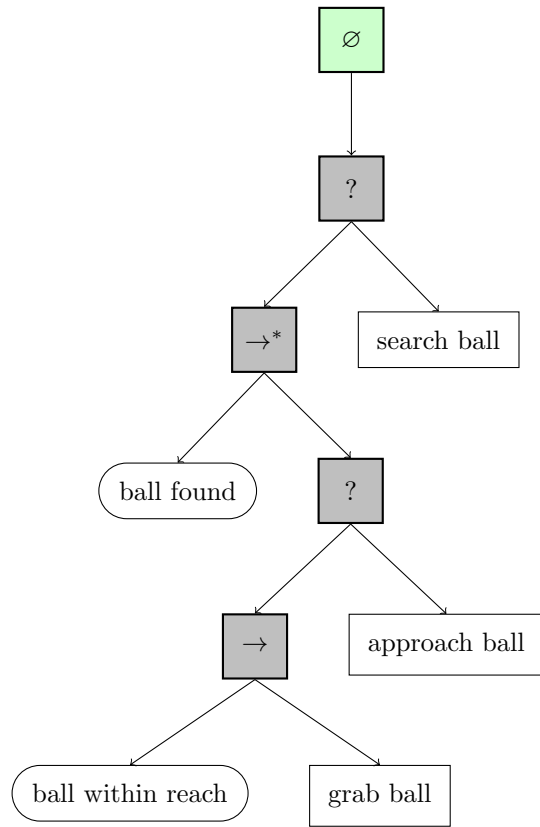 ∅
?
→*
search ball
ball found
?
→
approach ball
ball within reach
grab ball